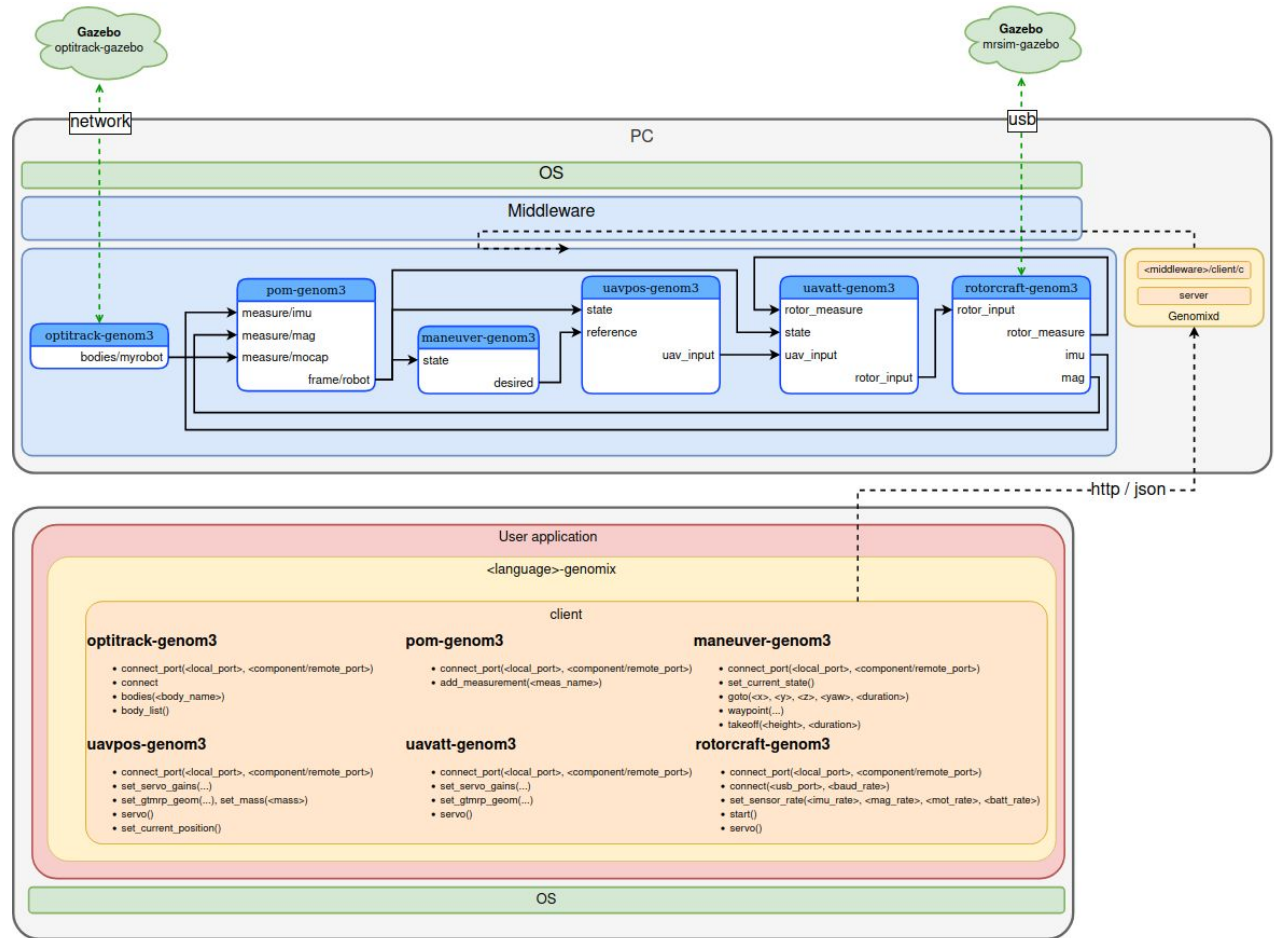 Gazebo
optitrack-gazebo
Gazebo
mrsim-gazebo
network
usb
PC
OS
Middleware
optitrack-genom3
bodies/myrobot
pom-genom3
measure/imu
measure/mag
measure/mocap
frame/robot
maneuver-genom3
state
desired
uavpos-genom3
state
reference
uav_input
uavatt-genom3
rotor_measure
state
uav_input
rotor_input
rotorcraft-genom3
rotor_input
rotor_measure
imu
mag
<middleware>/client/c
server
Genomixd
http / json
User application
<language>-genomix
client
optitrack-genom3
• connect_port(<local_port>, <component/remote_port>)
• connect
• bodies(<body_name>)
• body_list()
pom-genom3
• connect_port(<local_port>, <component/remote_port>)
• add_measurement(<meas_name>)
maneuver-genom3
• connect_port(<local_port>, <component/remote_port>)
• set_current_state()
• goto(<x>, <y>, <z>, <yaw>, <duration>)
• waypoint(...)
• takeoff(<height>, <duration>)
uavpos-genom3
• connect_port(<local_port>, <component/remote_port>)
• set_servo_gains(...)
• set_gtmrp_geom(...), set_mass(<mass>)
• servo()
• set_current_position()
uavatt-genom3
• connect_port(<local_port>, <component/remote_port>)
• set_servo_gains(...)
• set_gtmrp_geom(...)
• servo()
rotorcraft-genom3
• connect_port(<local_port>, <component/remote_port>)
• connect(<usb_port>, <baud_rate>)
• set_sensor_rate(<imu_rate>, <mag_rate>, <mot_rate>, <batt_rate>)
• start()
• servo()
OS